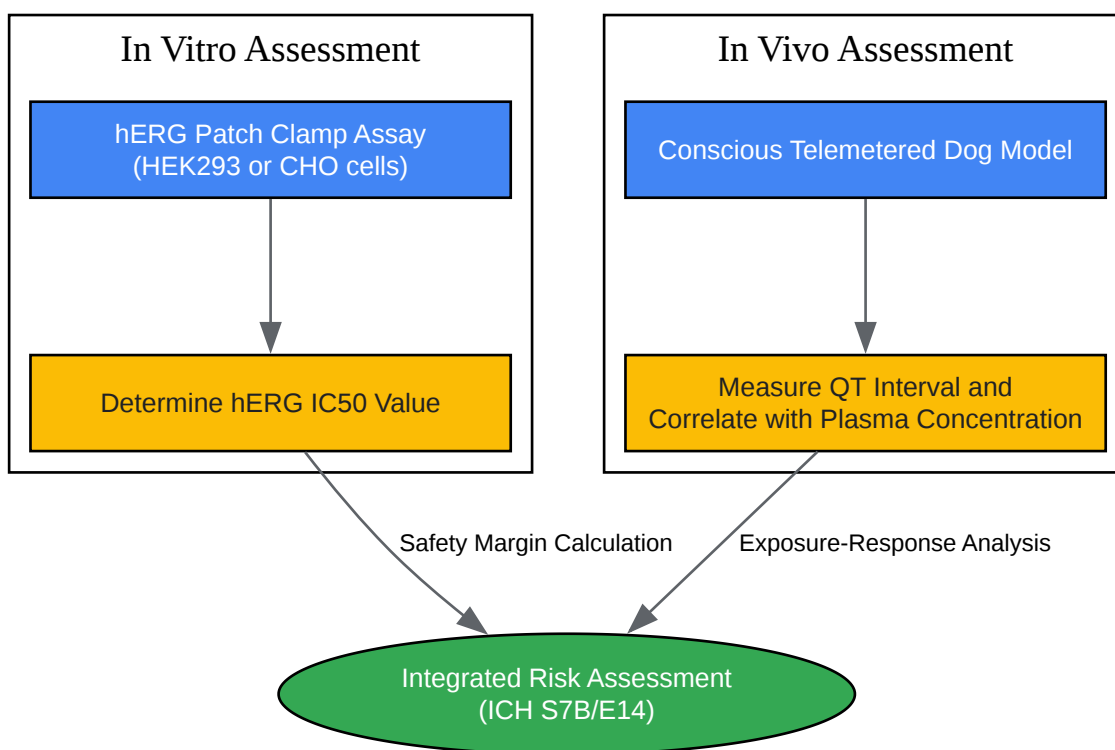 In Vitro Assessment
hERG Patch Clamp Assay
(HEK293 or CHO cells)
Determine hERG IC50 Value
In Vivo Assessment
Conscious Telemetered Dog Model
Measure QT Interval and
Correlate with Plasma Concentration
Safety Margin Calculation
Exposure-Response Analysis
Integrated Risk Assessment
(ICH S7B/E14)